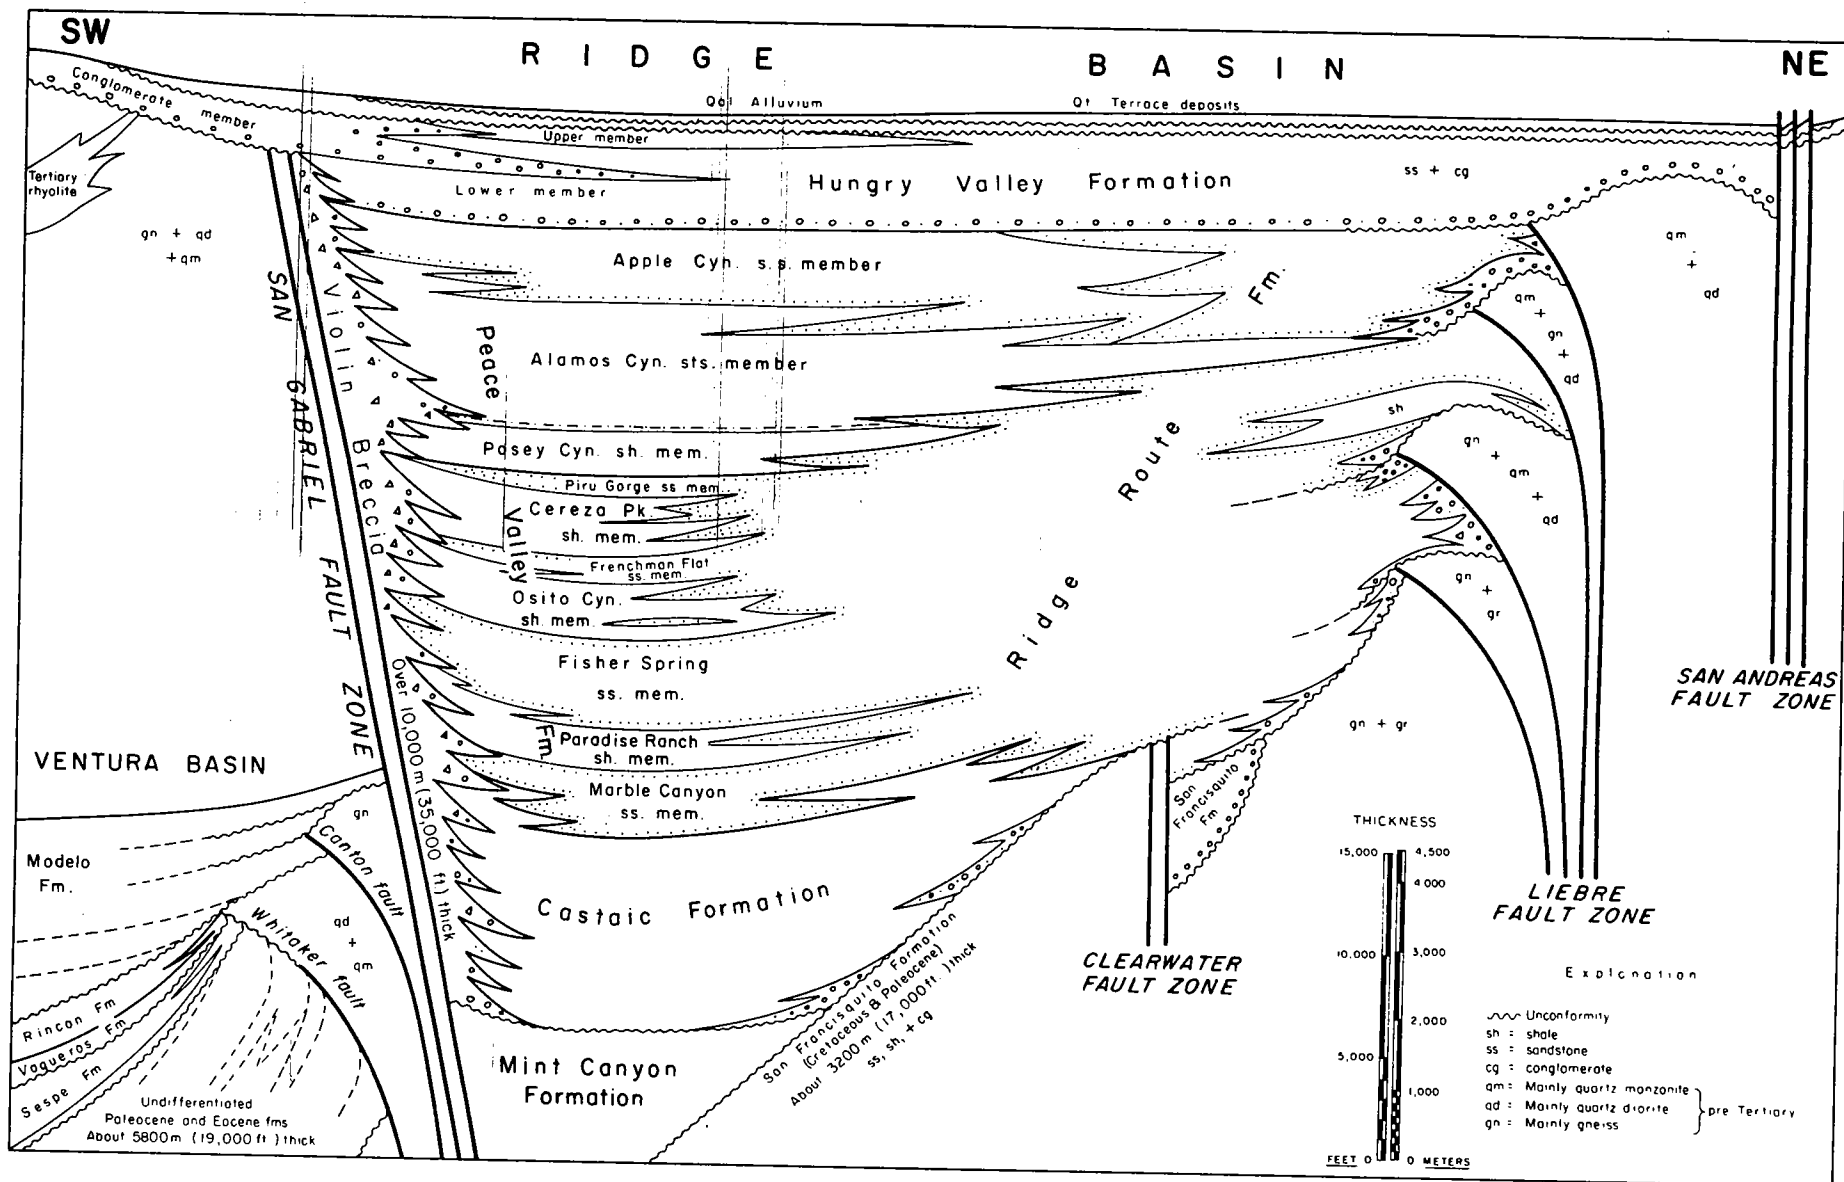 SW
RIDGE BASIN
NE
Conglomerate member
Qal Alluvium
Qt Terrace deposits
Upper member
Tertiary
rhyolite
Lower member
Hungry Valley Formation
ss + cg
gn + qd
+ qm
qm
+
qd
Apple Cyn. s.s. member
SAN GABRIEL FAULT ZONE
Violin Breccia
Over 10,000 m (35,000 ft) thick
Peace Valley Fm
Ridge Route Fm.
qm
+
gn
+
qd
Alamos Cyn. sts. member
sh
Posey Cyn. sh. mem.
gn
+
qm
+
qd
Piru Gorge ss mem
Cereza Pk
sh. mem.
Frenchman Flat
ss. mem.
gn
+
gr
Osito Cyn.
sh. mem.
Fisher Spring
ss. mem.
SAN ANDREAS
FAULT ZONE
gn + gr
Paradise Ranch
sh. mem.
VENTURA BASIN
Marble Canyon
ss. mem.
San
Francisquito
Fm
gn
Canton fault
Modelo
Fm.
Castaic Formation
Whitaker fault
qd
+
qm
San Francisquito Formation
(Cretaceous & Paleocene)
About 3200 m (17,000 ft.) thick
ss, sh, + cg
CLEARWATER
FAULT ZONE
LIEBRE
FAULT ZONE
Rincon Fm
Vaqueros Fm
Sespe Fm
Mint Canyon
Formation
Undifferentiated
Paleocene and Eocene fms
About 5800 m (19,000 ft) thick
THICKNESS
15,000 4,500
4 000
10,000 3,000
2,000
5,000
1,000
FEET 0 0 METERS
Explanation
Unconformity
sh = shale
ss = sandstone
cg = conglomerate
qm = Mainly quartz monzonite
qd = Mainly quartz diorite
gn = Mainly gneiss
pre Tertiary